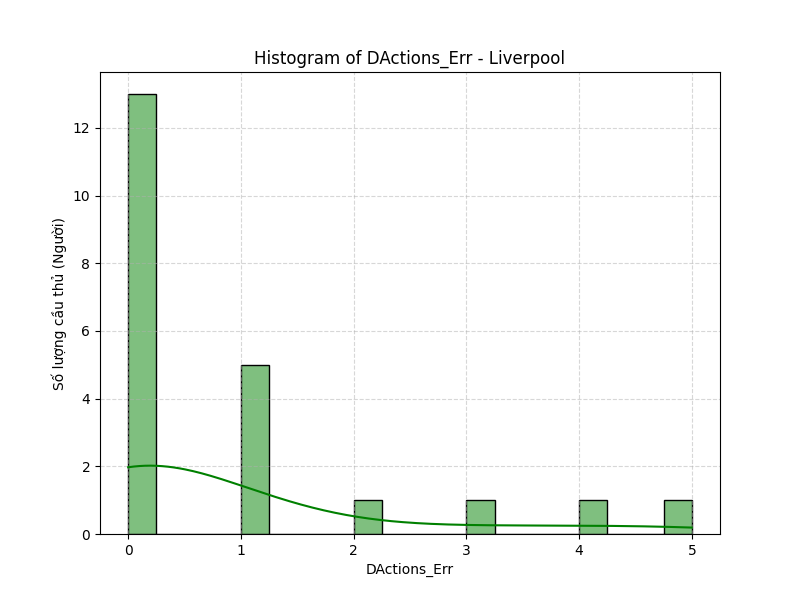 Histogram of DActions_Err - Liverpool
Số lượng cầu thủ (Người)
12
10
8
6
4
2
0
0 1 2 3 4 5
DActions_Err